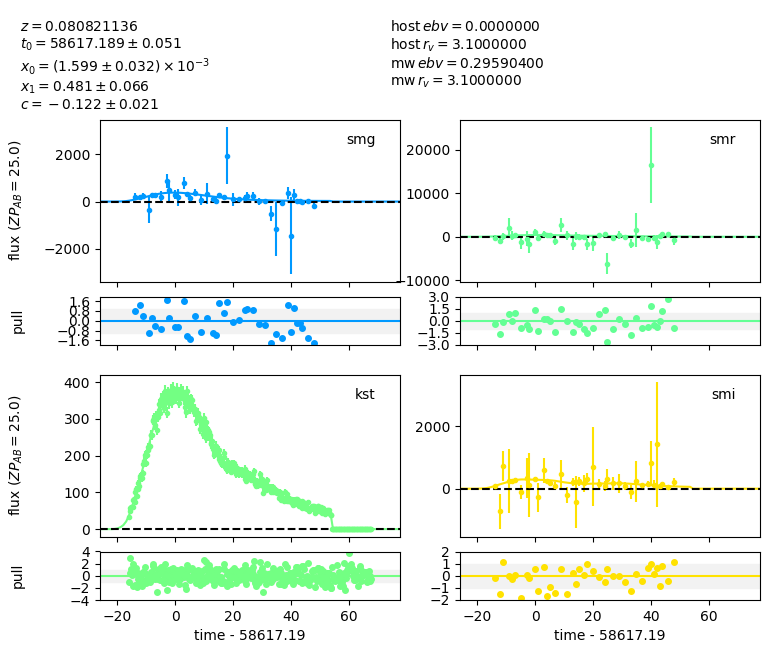 z = 0.080821136
t₀ = 58617.189 ± 0.051
x₀ = (1.599 ± 0.032) × 10⁻³
x₁ = 0.481 ± 0.066
c = −0.122 ± 0.021
host ebv = 0.0000000
host r_v = 3.1000000
mw ebv = 0.29590400
mw r_v = 3.1000000
flux (ZP_AB = 25.0)
2000
0
−2000
smg
20000
10000
0
−10000
smr
pull
1.6
0.8
0.0
−0.8
−1.6
3.0
1.5
0.0
−1.5
−3.0
flux (ZP_AB = 25.0)
400
300
200
100
0
kst
2000
0
smi
pull
4
2
0
−2
−4
−20 0 20 40 60
time - 58617.19
2
1
0
−1
−2
−20 0 20 40 60
time - 58617.19